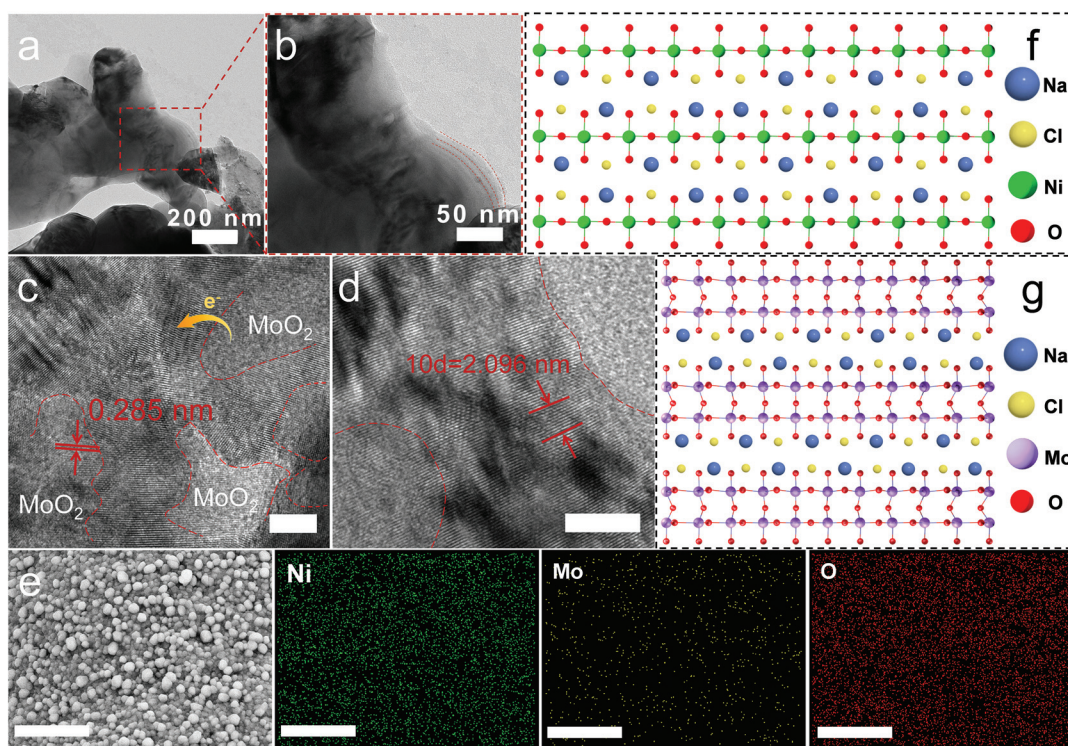 a
200 nm
b
50 nm
f
Na
Cl
Ni
O
c
e⁻
MoO₂
0.285 nm
MoO₂
MoO₂
d
10d=2.096 nm
g
Na
Cl
Mo
O
e
Ni
Mo
O